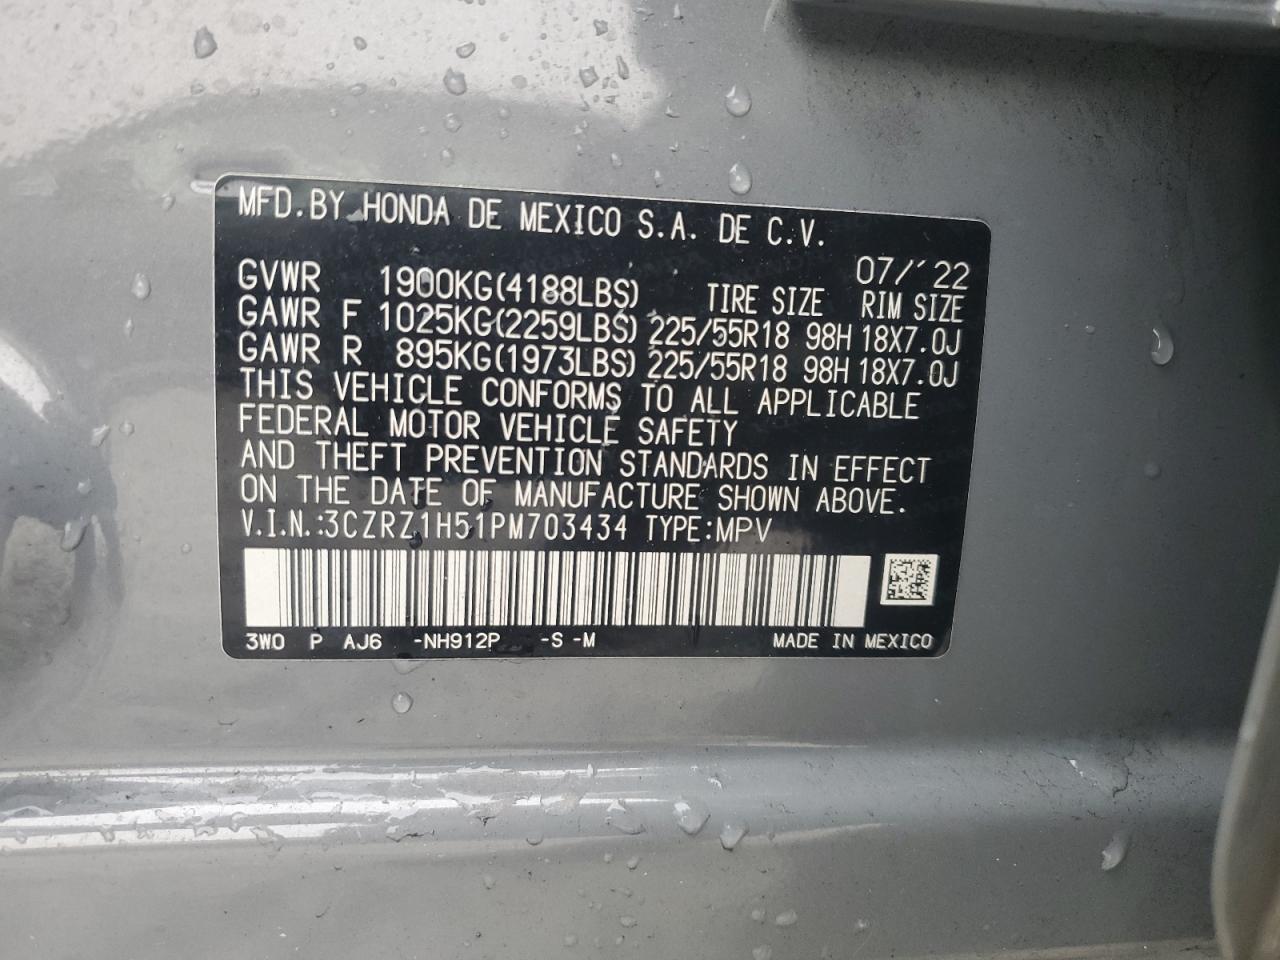 MFD.BY HONDA DE MEXICO S.A. DE C.V.
07/'22
GVWR 1900KG(4188LBS) TIRE SIZE RIM SIZE
GAWR F 1025KG(2259LBS) 225/55R18 98H 18X7.0J
GAWR R 895KG(1973LBS) 225/55R18 98H 18X7.0J
THIS VEHICLE CONFORMS TO ALL APPLICABLE
FEDERAL MOTOR VEHICLE SAFETY
AND THEFT PREVENTION STANDARDS IN EFFECT
ON THE DATE OF MANUFACTURE SHOWN ABOVE.
V.I.N.:3CZRZ1H51PM703434 TYPE:MPV
3W0 P AJ6 -NH912P -S -M MADE IN MEXICO